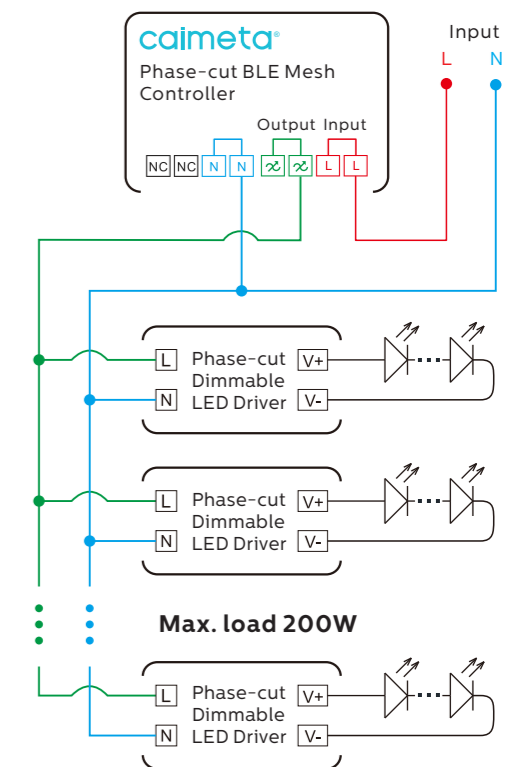 caimeta®
Input
L N
Phase-cut BLE Mesh
Controller
Output Input
NC NC N N L L
L Phase-cut V+
Dimmable
N LED Driver V-
L Phase-cut V+
Dimmable
N LED Driver V-
Max. load 200W
L Phase-cut V+
Dimmable
N LED Driver V-